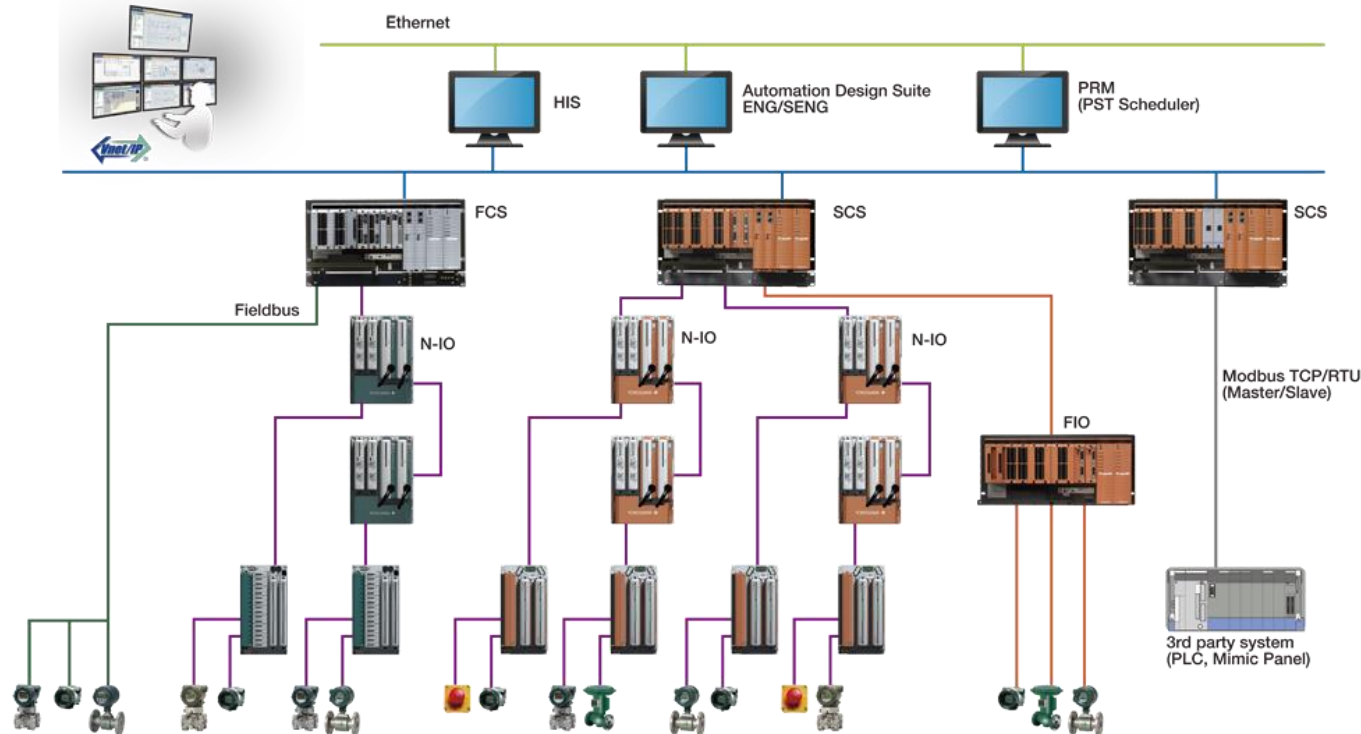 Ethernet
HIS
Automation Design Suite
ENG/SENG
PRM
(PST Scheduler)
Vnet/IP
FCS
SCS
SCS
Fieldbus
N-IO
N-IO
N-IO
Modbus TCP/RTU
(Master/Slave)
FIO
3rd party system
(PLC, Mimic Panel)